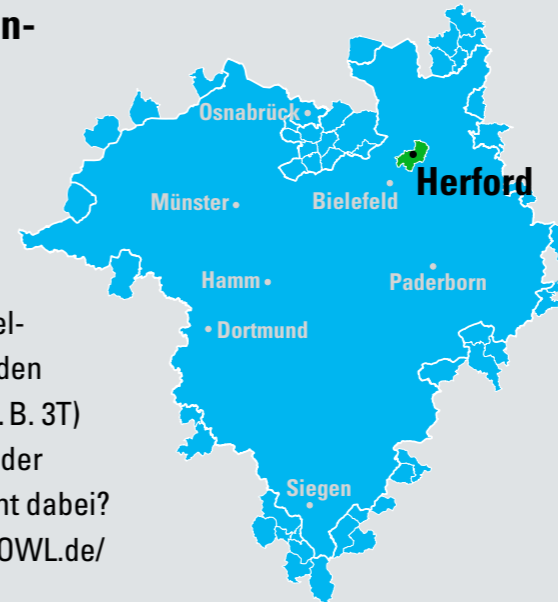 n-
Osnabrück
Herford
Bielefeld
Münster
Hamm
Paderborn
Dortmund
el-
den
. B. 3T)
der
Siegen
nt dabei?
OWL.de/